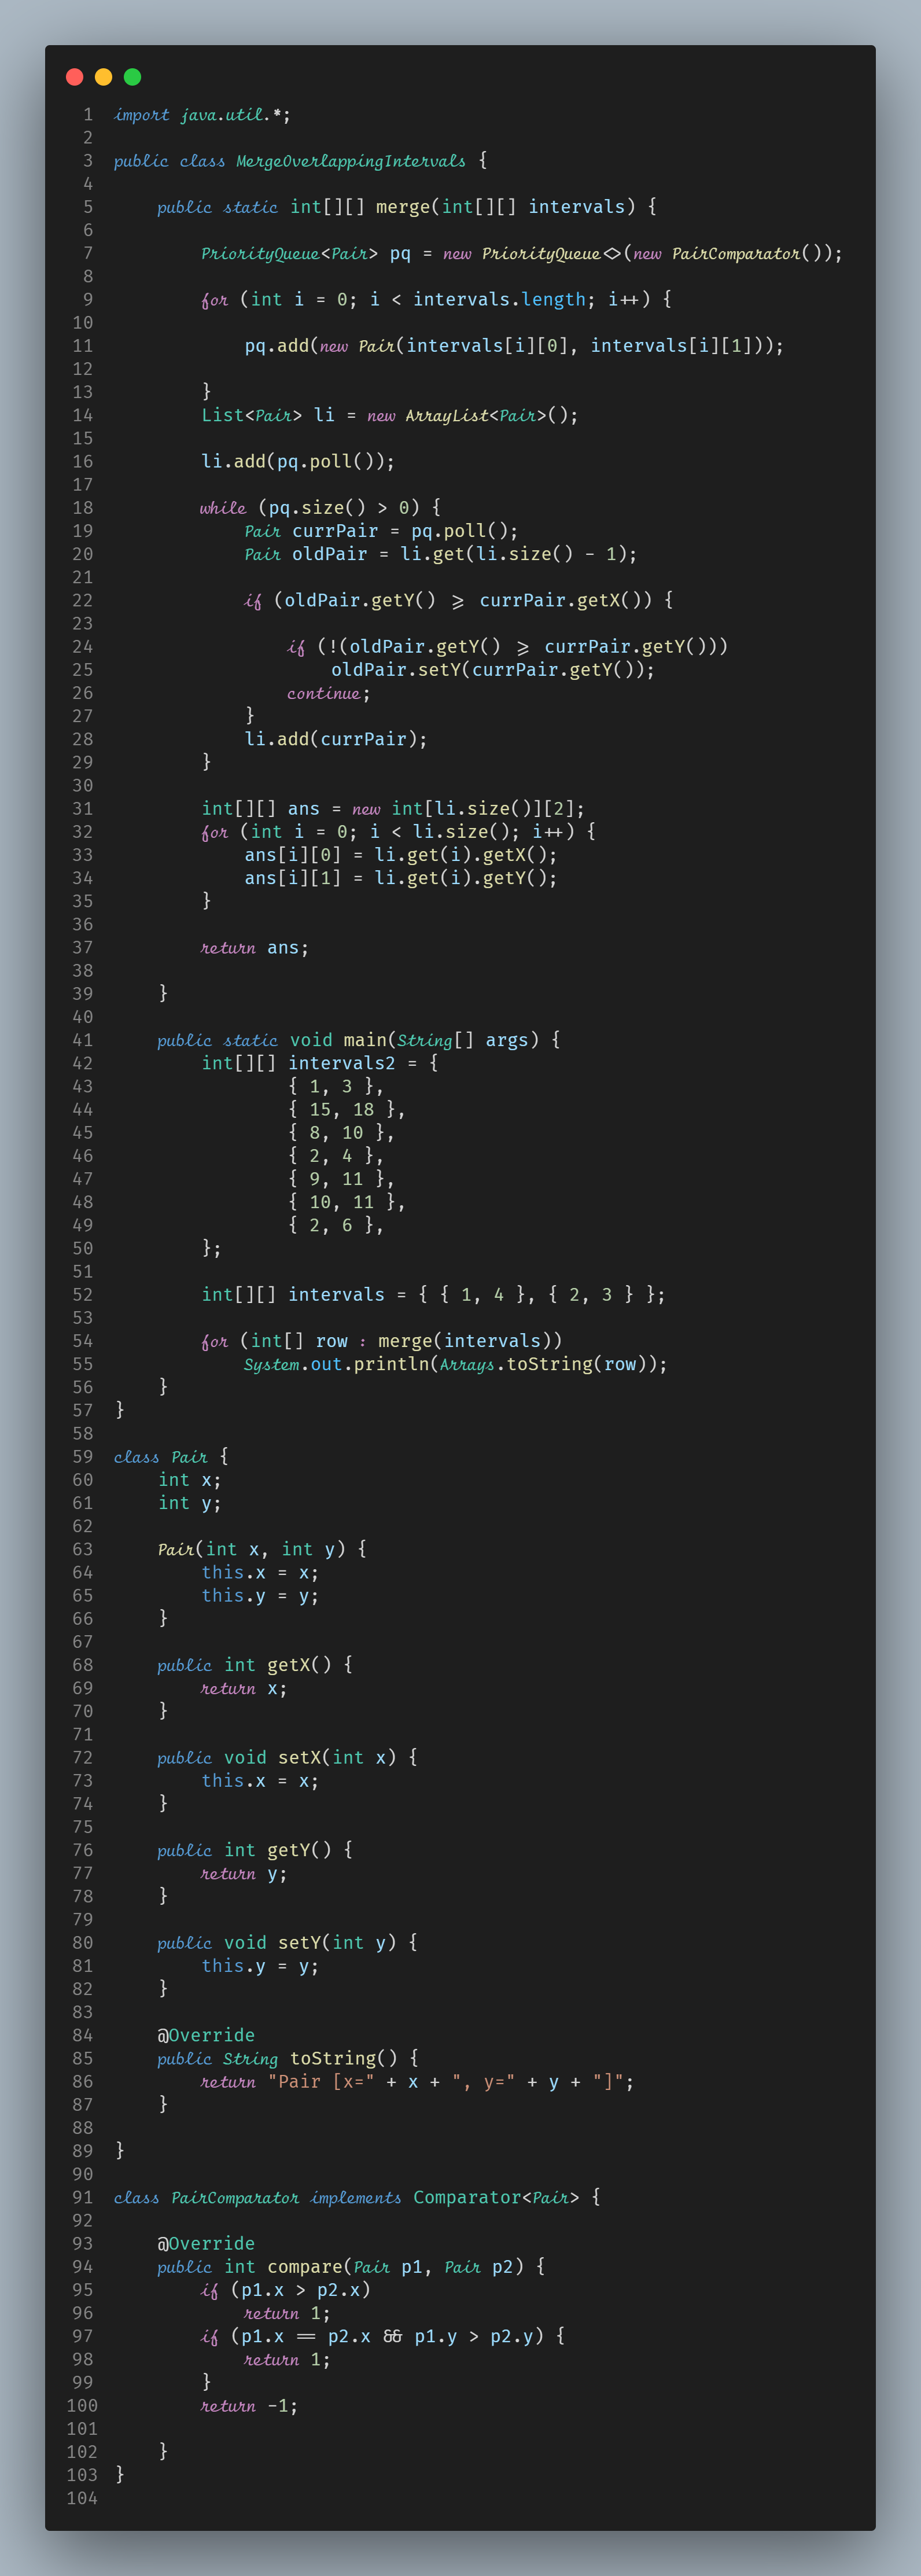 1 import java.util.*;
2
3 public class MergeOverlappingIntervals {
4
5     public static int[][] merge(int[][] intervals) {
6
7         PriorityQueue<Pair> pq = new PriorityQueue<>(new PairComparator());
8
9         for (int i = 0; i < intervals.length; i++) {
10
11             pq.add(new Pair(intervals[i][0], intervals[i][1]));
12
13         }
14         List<Pair> li = new ArrayList<Pair>();
15
16         li.add(pq.poll());
17
18         while (pq.size() > 0) {
19             Pair currPair = pq.poll();
20             Pair oldPair = li.get(li.size() - 1);
21
22             if (oldPair.getY() >= currPair.getX()) {
23
24                 if (!(oldPair.getY() >= currPair.getY()))
25                     oldPair.setY(currPair.getY());
26                 continue;
27             }
28             li.add(currPair);
29         }
30
31         int[][] ans = new int[li.size()][2];
32         for (int i = 0; i < li.size(); i++) {
33             ans[i][0] = li.get(i).getX();
34             ans[i][1] = li.get(i).getY();
35         }
36
37         return ans;
38
39     }
40
41     public static void main(String[] args) {
42         int[][] intervals2 = {
43                 { 1, 3 },
44                 { 15, 18 },
45                 { 8, 10 },
46                 { 2, 4 },
47                 { 9, 11 },
48                 { 10, 11 },
49                 { 2, 6 },
50         };
51
52         int[][] intervals = { { 1, 4 }, { 2, 3 } };
53
54         for (int[] row : merge(intervals))
55             System.out.println(Arrays.toString(row));
56     }
57 }
58
59 class Pair {
60     int x;
61     int y;
62
63     Pair(int x, int y) {
64         this.x = x;
65         this.y = y;
66     }
67
68     public int getX() {
69         return x;
70     }
71
72     public void setX(int x) {
73         this.x = x;
74     }
75
76     public int getY() {
77         return y;
78     }
79
80     public void setY(int y) {
81         this.y = y;
82     }
83
84     @Override
85     public String toString() {
86         return "Pair [x=" + x + ", y=" + y + "]";
87     }
88
89 }
90
91 class PairComparator implements Comparator<Pair> {
92
93     @Override
94     public int compare(Pair p1, Pair p2) {
95         if (p1.x > p2.x)
96             return 1;
97         if (p1.x == p2.x && p1.y > p2.y) {
98             return 1;
99         }
100         return -1;
101
102     }
103 }
104